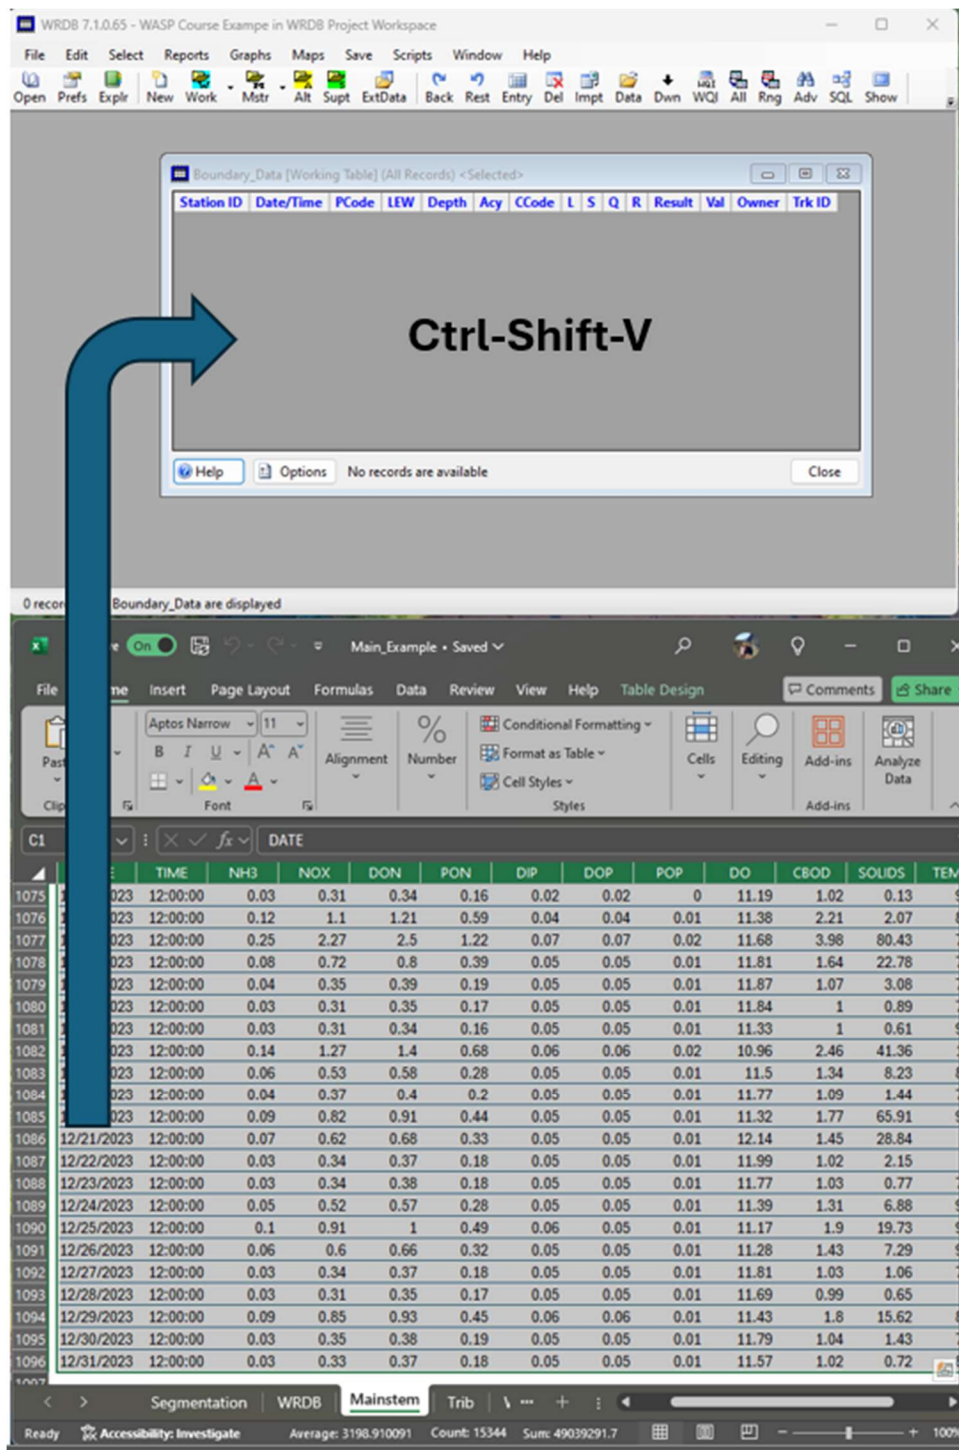 WRDB 7.1.0.65 - WASP Course Exampe in WRDB Project Workspace
File Edit Select Reports Graphs Maps Save Scripts Window Help
Open Prefs Explr New Work Mstr Alt Supt ExtData Back Rest Entry Del Impt Data Dwn WQI All Rng Adv SQL Show
Boundary_Data [Working Table] (All Records) <Selected>
Station ID Date/Time PCode LEW Depth Acy CCode L S Q R Result Val Owner Trk ID
Ctrl-Shift-V
Help Options No records are available Close
0 reco Boundary_Data are displayed
On Main_Example • Saved
File Insert Page Layout Formulas Data Review View Help Table Design Comments Share
Aptos Narrow 11
Conditional Formatting
B I U A A Alignment Number Format as Table Cells Editing Add-ins Analyze Data
Cell Styles
Font Styles Add-ins
C1 fx DATE
TIME NH3 NOX DON PON DIP DOP POP DO CBOD SOLIDS TEM
1075 023 12:00:00 0.03 0.31 0.34 0.16 0.02 0.02 0 11.19 1.02 0.13
1076 023 12:00:00 0.12 1.1 1.21 0.59 0.04 0.04 0.01 11.38 2.21 2.07
1077 023 12:00:00 0.25 2.27 2.5 1.22 0.07 0.07 0.02 11.68 3.98 80.43
1078 023 12:00:00 0.08 0.72 0.8 0.39 0.05 0.05 0.01 11.81 1.64 22.78
1079 023 12:00:00 0.04 0.35 0.39 0.19 0.05 0.05 0.01 11.87 1.07 3.08
1080 023 12:00:00 0.03 0.31 0.35 0.17 0.05 0.05 0.01 11.84 1 0.89
1081 023 12:00:00 0.03 0.31 0.34 0.16 0.05 0.05 0.01 11.33 1 0.61
1082 023 12:00:00 0.14 1.27 1.4 0.68 0.06 0.06 0.02 10.96 2.46 41.36
1083 023 12:00:00 0.06 0.53 0.58 0.28 0.05 0.05 0.01 11.5 1.34 8.23
1084 023 12:00:00 0.04 0.37 0.4 0.2 0.05 0.05 0.01 11.77 1.09 1.44
1085 023 12:00:00 0.09 0.82 0.91 0.44 0.05 0.05 0.01 11.32 1.77 65.91
1086 12/21/2023 12:00:00 0.07 0.62 0.68 0.33 0.05 0.05 0.01 12.14 1.45 28.84
1087 12/22/2023 12:00:00 0.03 0.34 0.37 0.18 0.05 0.05 0.01 11.99 1.02 2.15
1088 12/23/2023 12:00:00 0.03 0.34 0.38 0.18 0.05 0.05 0.01 11.77 1.03 0.77
1089 12/24/2023 12:00:00 0.05 0.52 0.57 0.28 0.05 0.05 0.01 11.39 1.31 6.88
1090 12/25/2023 12:00:00 0.1 0.91 1 0.49 0.06 0.05 0.01 11.17 1.9 19.73
1091 12/26/2023 12:00:00 0.06 0.6 0.66 0.32 0.05 0.05 0.01 11.28 1.43 7.29
1092 12/27/2023 12:00:00 0.03 0.34 0.37 0.18 0.05 0.05 0.01 11.81 1.03 1.06
1093 12/28/2023 12:00:00 0.03 0.31 0.35 0.17 0.05 0.05 0.01 11.69 0.99 0.65
1094 12/29/2023 12:00:00 0.09 0.85 0.93 0.45 0.06 0.06 0.01 11.43 1.8 15.62
1095 12/30/2023 12:00:00 0.03 0.35 0.38 0.19 0.05 0.05 0.01 11.79 1.04 1.43
1096 12/31/2023 12:00:00 0.03 0.33 0.37 0.18 0.05 0.05 0.01 11.57 1.02 0.72
Segmentation WRDB Mainstem Trib
Ready Accessibility: Investigate Average: 3198.910091 Count: 15344 Sum: 49039291.7 100%